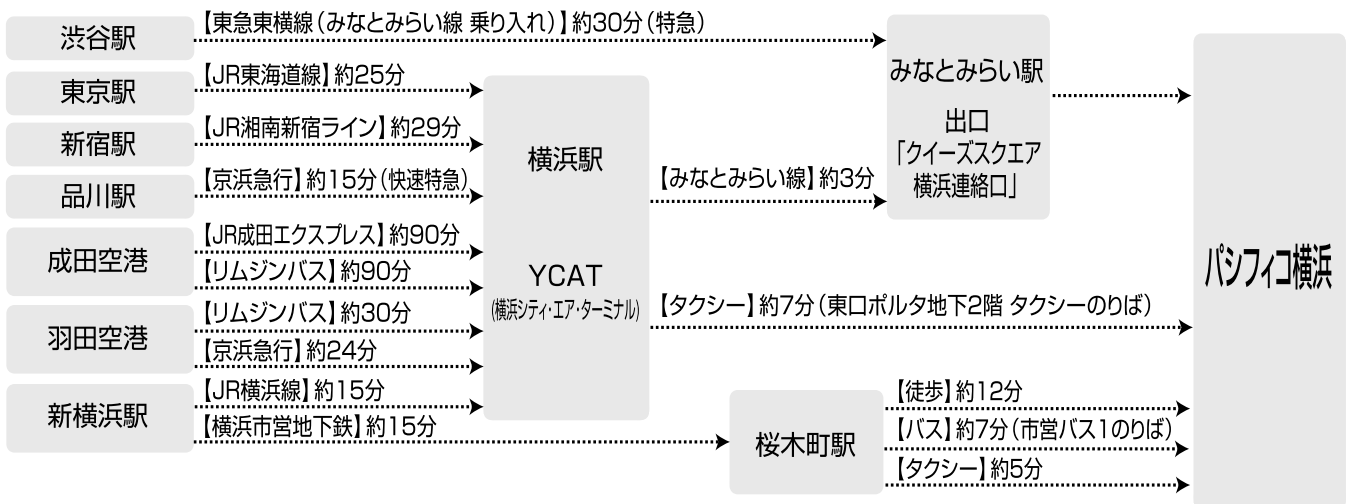 渋谷駅
【東急東横線（みなとみらい線 乗り入れ）】約30分（特急）
東京駅
【JR東海道線】約25分
新宿駅
【JR湘南新宿ライン】約29分
品川駅
【京浜急行】約15分（快速特急）
成田空港
【JR成田エクスプレス】約90分
【リムジンバス】約90分
羽田空港
【リムジンバス】約30分
【京浜急行】約24分
新横浜駅
【JR横浜線】約15分
【横浜市営地下鉄】約15分
横浜駅
YCAT
（横浜シティ・エア・ターミナル）
【みなとみらい線】約3分
【タクシー】約7分（東口ポルタ地下2階 タクシーのりば）
みなとみらい駅
出口
「クイーズスクエア
横浜連絡口」
桜木町駅
【徒歩】約12分
【バス】約7分（市営バス1のりば）
【タクシー】約5分
パシフィコ横浜